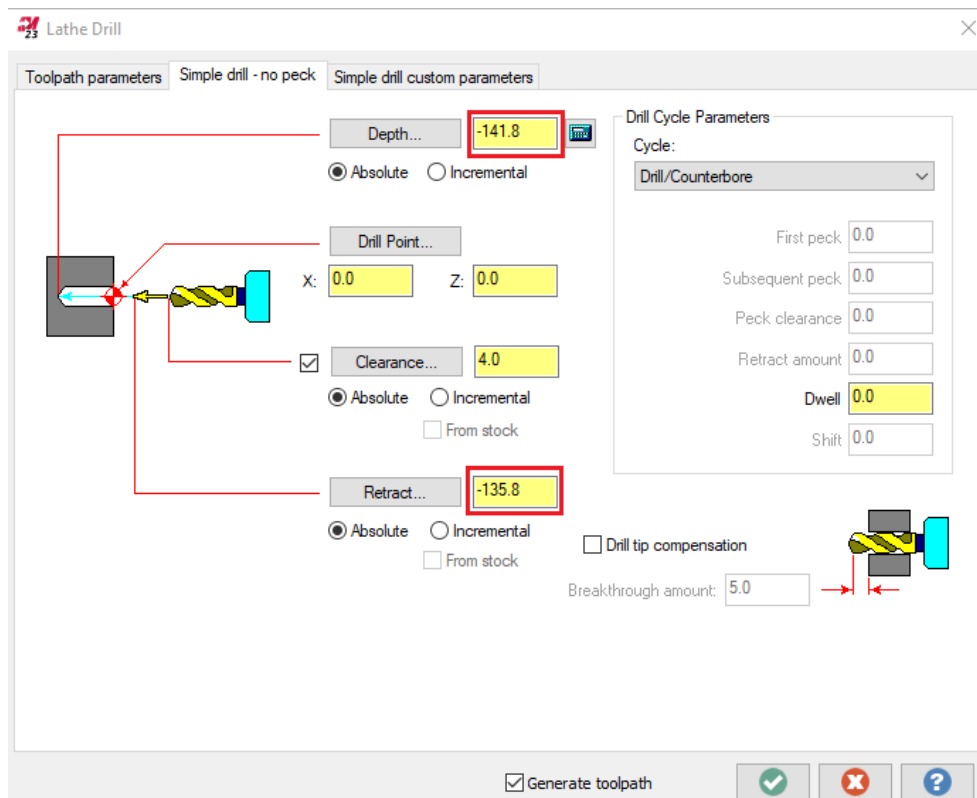 23 Lathe Drill
Toolpath parameters
Simple drill - no peck
Simple drill custom parameters
Depth...
-141.8
Absolute
Incremental
Drill Point...
X: 0.0
Z: 0.0
Clearance...
4.0
Absolute
Incremental
From stock
Retract...
-135.8
Absolute
Incremental
From stock
Drill Cycle Parameters
Cycle:
Drill/Counterbore
First peck 0.0
Subsequent peck 0.0
Peck clearance 0.0
Retract amount 0.0
Dwell 0.0
Shift 0.0
Drill tip compensation
Breakthrough amount: 5.0
Generate toolpath
?